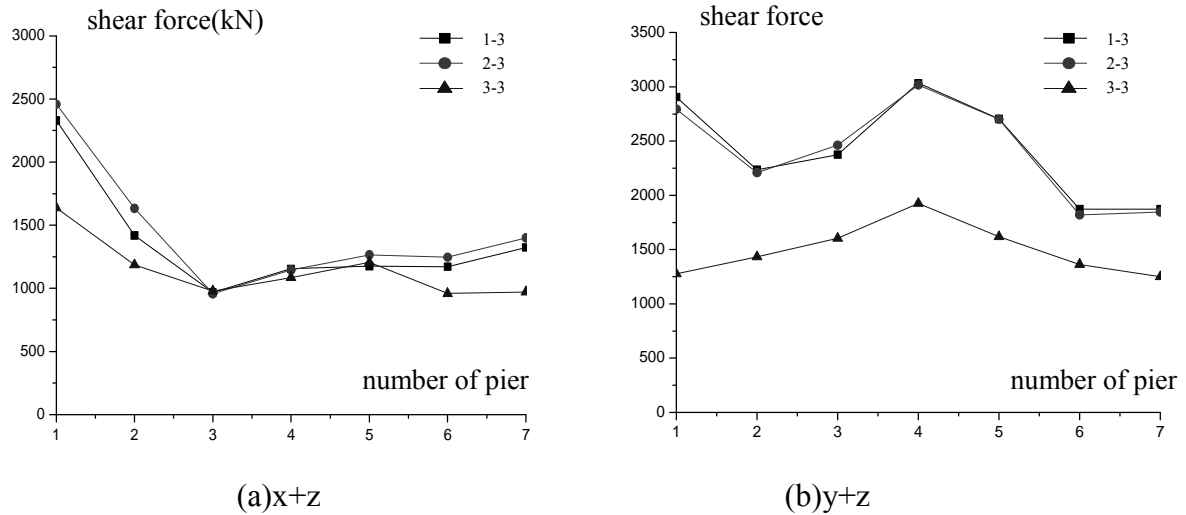 shear force(kN)
3000
2500
2000
1500
1000
500
0
1-3
2-3
3-3
number of pier
1 2 3 4 5 6 7
(a)x+z
shear force
3500
3000
2500
2000
1500
1000
500
0
1-3
2-3
3-3
number of pier
1 2 3 4 5 6 7
(b)y+z